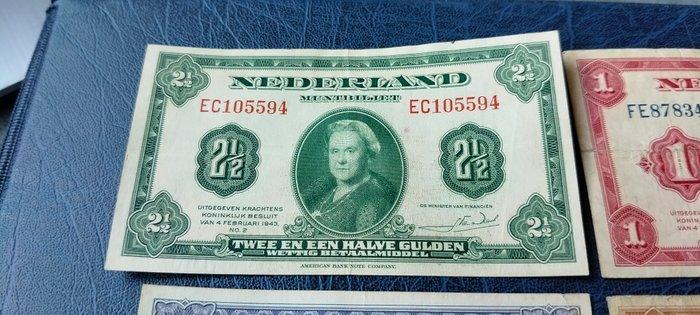 2½ 2½
NEDERLAND
MUNTBILJET
EC105594 EC105594
2½ 2½
UITGEGEVEN KRACHTENS
KONINKLIJK BESLUIT
VAN 4 FEBRUARI 1943.
NO. 2
DE MINISTER VAN FINANCIËN
2½ 2½
TWEE EN EEN HALVE GULDEN
WETTIG BETAALMIDDEL
AMERICAN BANK NOTE COMPANY.
1
FE8783
1
1